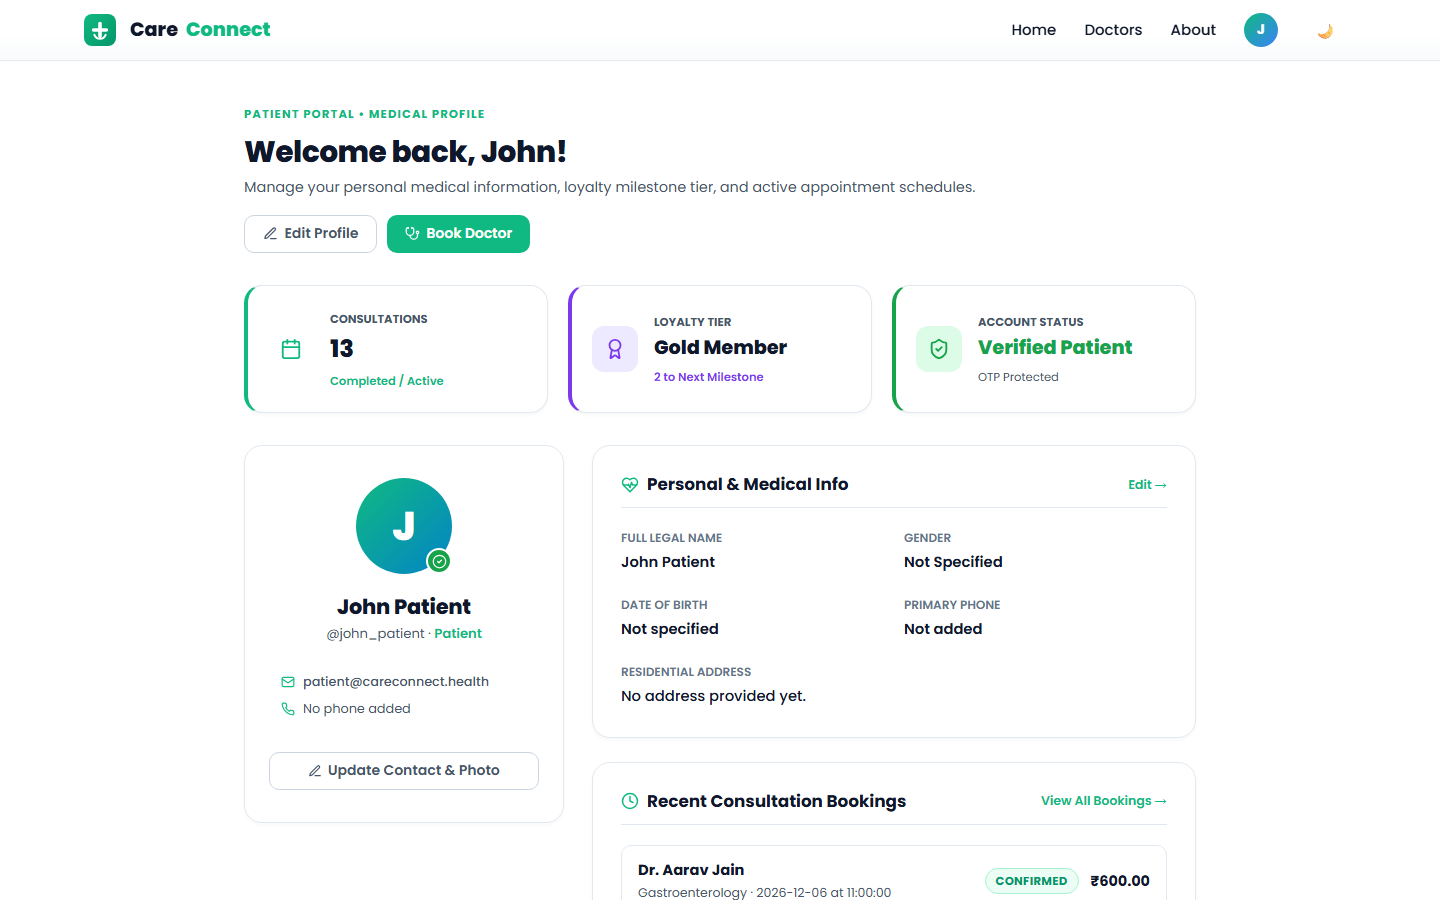 Care Connect
Home
Doctors
About
J
PATIENT PORTAL • MEDICAL PROFILE
Welcome back, John!
Manage your personal medical information, loyalty milestone tier, and active appointment schedules.
Edit Profile
Book Doctor
CONSULTATIONS
13
Completed / Active
LOYALTY TIER
Gold Member
2 to Next Milestone
ACCOUNT STATUS
Verified Patient
OTP Protected
J
John Patient
@john_patient · Patient
patient@careconnect.health
No phone added
Update Contact & Photo
Personal & Medical Info
Edit →
FULL LEGAL NAME
John Patient
GENDER
Not Specified
DATE OF BIRTH
Not specified
PRIMARY PHONE
Not added
RESIDENTIAL ADDRESS
No address provided yet.
Recent Consultation Bookings
View All Bookings →
Dr. Aarav Jain
Gastroenterology · 2026-12-06 at 11:00:00
CONFIRMED
₹600.00